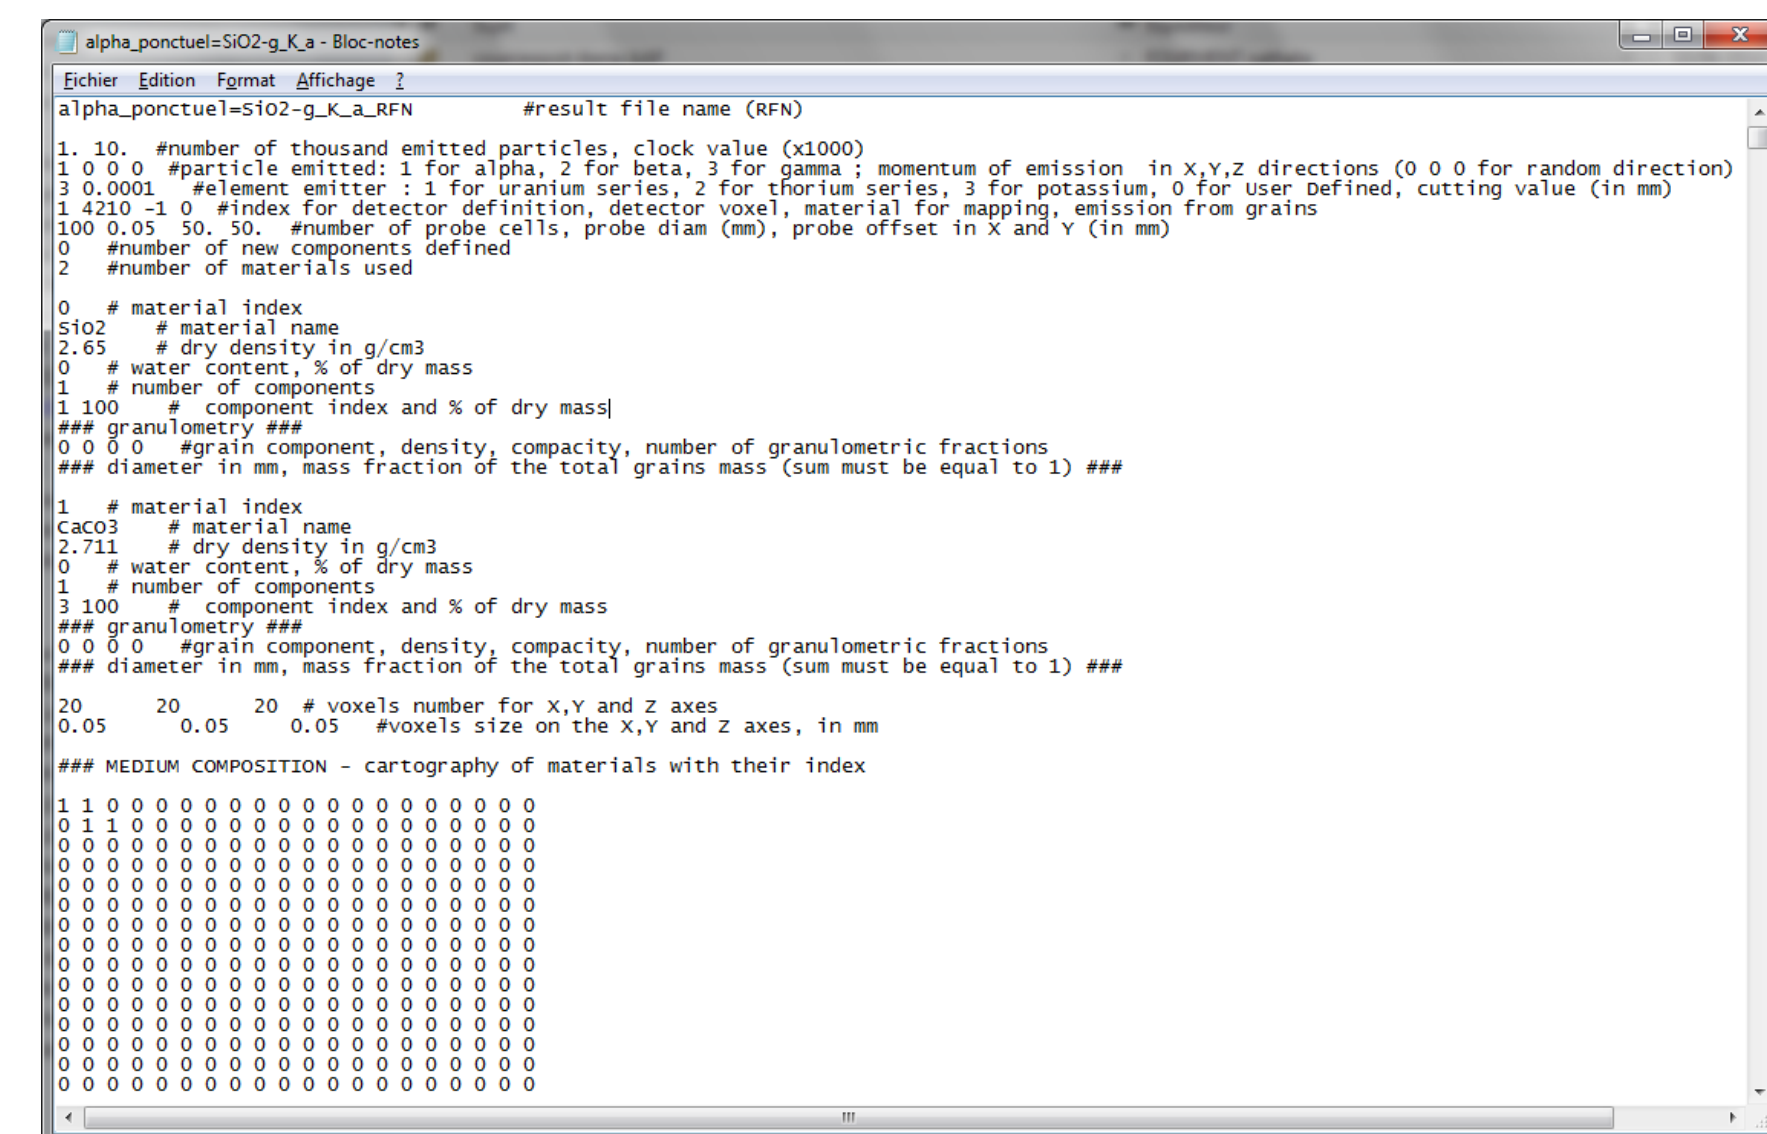 alpha_ponctuel=SiO2-g_K_a - Bloc-notes
Fichier Edition Format Affichage ?
alpha_ponctuel=SiO2-g_K_a_RFN #result file name (RFN)
1. 10. #number of thousand emitted particles, clock value (x1000)
1 0 0 0 #particle emitted: 1 for alpha, 2 for beta, 3 for gamma ; momentum of emission in X,Y,Z directions (0 0 0 for random direction)
3 0.0001 #element emitter : 1 for uranium series, 2 for thorium series, 3 for potassium, 0 for User Defined, cutting value (in mm)
1 4210 -1 0 #index for detector definition, detector voxel, material for mapping, emission from grains
100 0.05 50. 50. #number of probe cells, probe diam (mm), probe offset in X and Y (in mm)
0 #number of new components defined
2 #number of materials used
0 # material index
SiO2 # material name
2.65 # dry density in g/cm3
0 # water content, % of dry mass
1 # number of components
1 100 # component index and % of dry mass
### granulometry ###
0 0 0 0 #grain component, density, compacity, number of granulometric fractions
### diameter in mm, mass fraction of the total grains mass (sum must be equal to 1) ###
1 # material index
CaCO3 # material name
2.711 # dry density in g/cm3
0 # water content, % of dry mass
1 # number of components
3 100 # component index and % of dry mass
### granulometry ###
0 0 0 0 #grain component, density, compacity, number of granulometric fractions
### diameter in mm, mass fraction of the total grains mass (sum must be equal to 1) ###
20 20 20 # voxels number for X,Y and Z axes
0.05 0.05 0.05 #voxels size on the X,Y and Z axes, in mm
### MEDIUM COMPOSITION - cartography of materials with their index
1 1 0 0 0 0 0 0 0 0 0 0 0 0 0 0 0 0 0 0
0 1 1 0 0 0 0 0 0 0 0 0 0 0 0 0 0 0 0 0
0 0 0 0 0 0 0 0 0 0 0 0 0 0 0 0 0 0 0 0
0 0 0 0 0 0 0 0 0 0 0 0 0 0 0 0 0 0 0 0
0 0 0 0 0 0 0 0 0 0 0 0 0 0 0 0 0 0 0 0
0 0 0 0 0 0 0 0 0 0 0 0 0 0 0 0 0 0 0 0
0 0 0 0 0 0 0 0 0 0 0 0 0 0 0 0 0 0 0 0
0 0 0 0 0 0 0 0 0 0 0 0 0 0 0 0 0 0 0 0
0 0 0 0 0 0 0 0 0 0 0 0 0 0 0 0 0 0 0 0
0 0 0 0 0 0 0 0 0 0 0 0 0 0 0 0 0 0 0 0
0 0 0 0 0 0 0 0 0 0 0 0 0 0 0 0 0 0 0 0
0 0 0 0 0 0 0 0 0 0 0 0 0 0 0 0 0 0 0 0
0 0 0 0 0 0 0 0 0 0 0 0 0 0 0 0 0 0 0 0
0 0 0 0 0 0 0 0 0 0 0 0 0 0 0 0 0 0 0 0
0 0 0 0 0 0 0 0 0 0 0 0 0 0 0 0 0 0 0 0